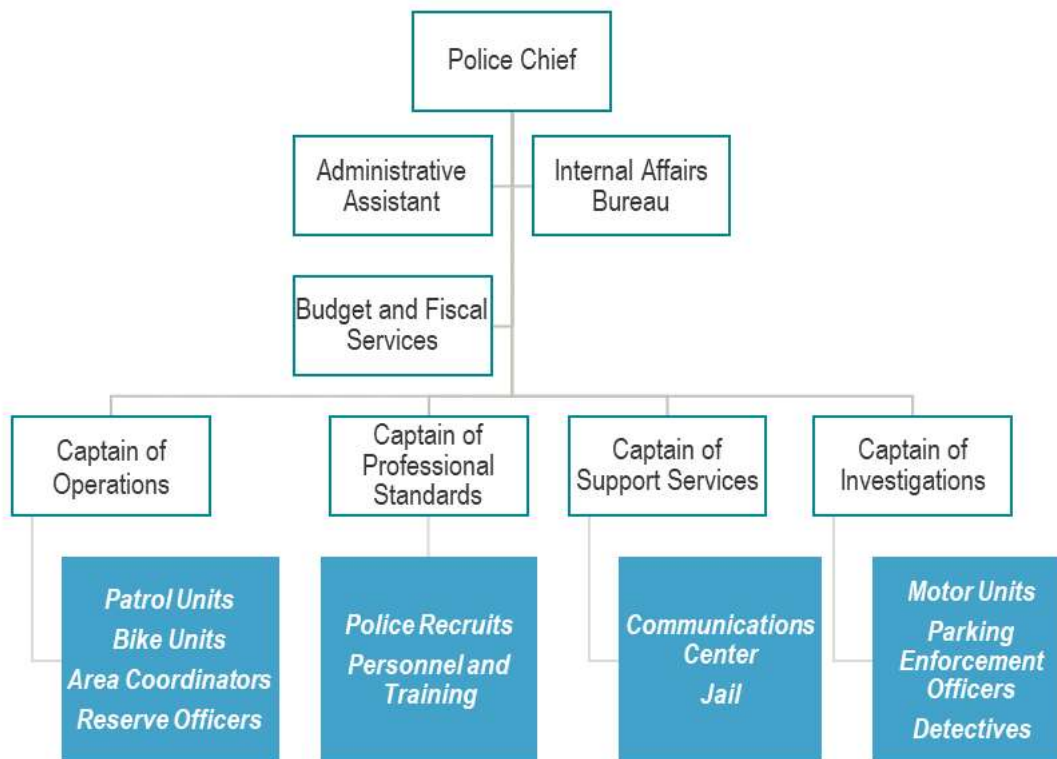 Police Chief
Administrative
Assistant
Internal Affairs
Bureau
Budget and Fiscal
Services
Captain of
Operations
Captain of
Professional
Standards
Captain of
Support Services
Captain of
Investigations
Patrol Units
Bike Units
Area Coordinators
Reserve Officers
Police Recruits
Personnel and
Training
Communications
Center
Jail
Motor Units
Parking
Enforcement
Officers
Detectives